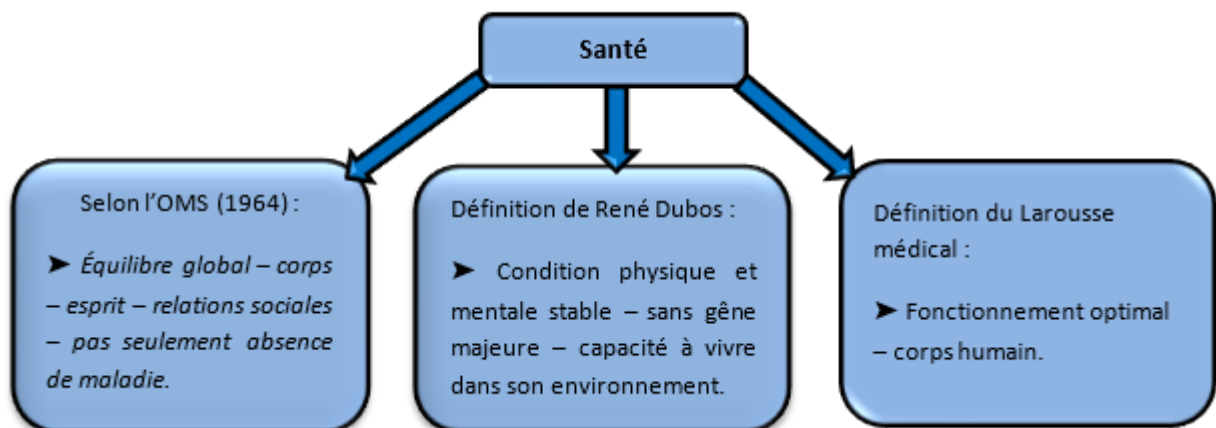 Santé
Selon l’OMS (1964) :
➤ Équilibre global – corps
– esprit – relations sociales
– pas seulement absence
de maladie.
Définition de René Dubos :
➤ Condition physique et
mentale stable – sans gêne
majeure – capacité à vivre
dans son environnement.
Définition du Larousse
médical :
➤ Fonctionnement optimal
– corps humain.